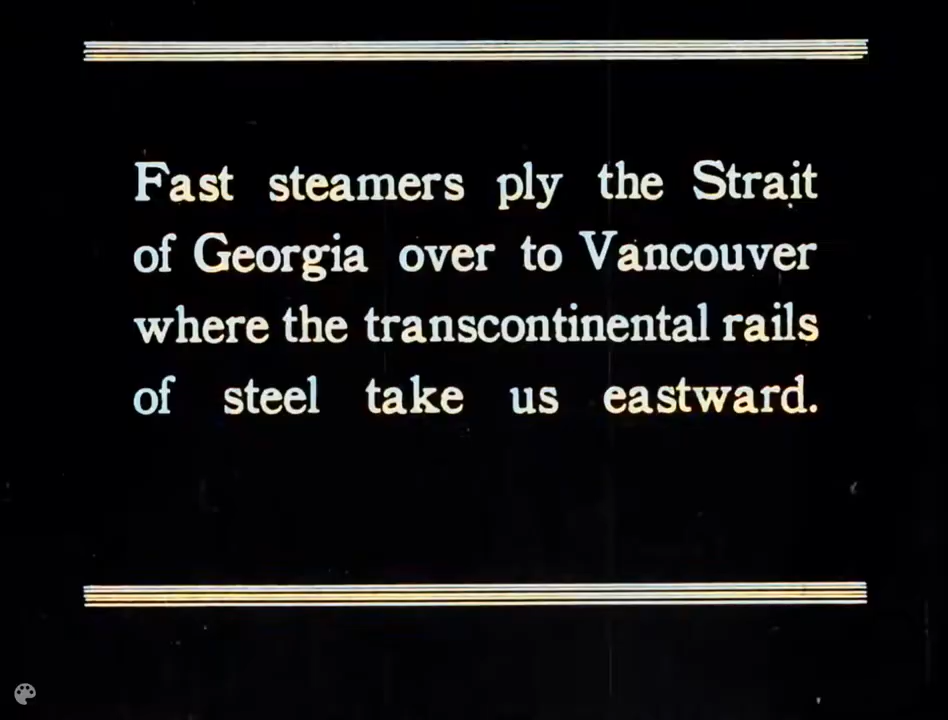 Fast steamers ply the Strait
of Georgia over to Vancouver
where the transcontinental rails
of steel take us eastward.